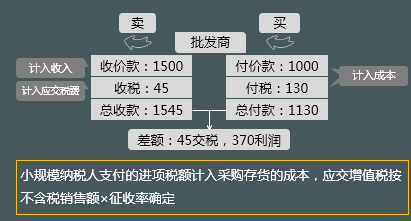 卖
买
批发商
计入收入
收价款：1500
付价款：1000
计入成本
计入应交税费
收税：45
付税：130
总收款：1545
总付款：1130
差额：45交税，370利润
小规模纳税人支付的进项税额计入采购存货的成本，应交增值税按
不含税销售额×征收率确定